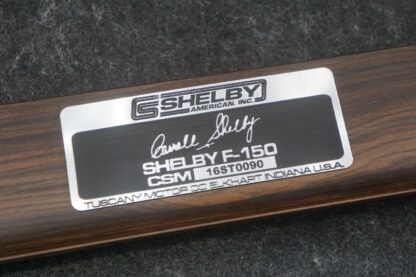 SHELBY
AMERICAN, INC.
Carroll Shelby
SHELBY F-150
CSM 16ST0090
TUSCANY MOTOR CO ELKHART INDIANA U.S.A.